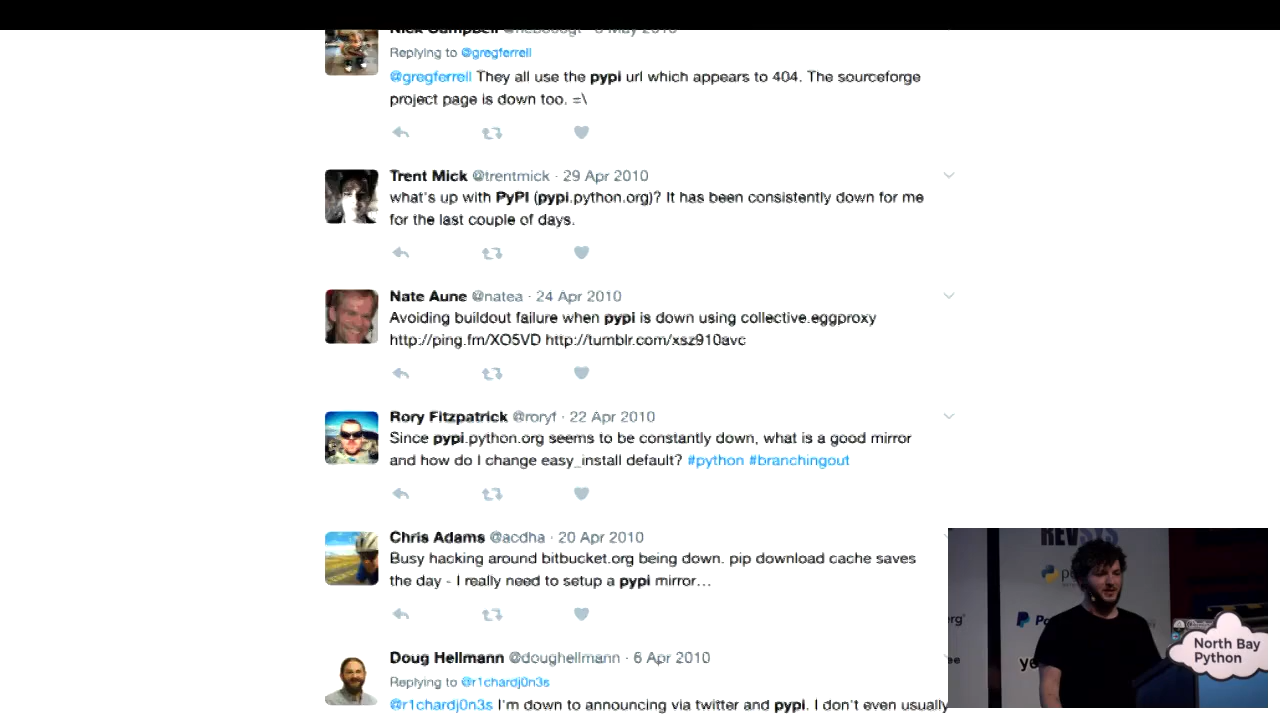 Nick Campbell
Replying to @gregferrell
@gregferrell They all use the pypi url which appears to 404. The sourceforge
project page is down too. =\
Trent Mick @trentmick · 29 Apr 2010
what's up with PyPI (pypi.python.org)? It has been consistently down for me
for the last couple of days.
Nate Aune @natea · 24 Apr 2010
Avoiding buildout failure when pypi is down using collective.eggproxy
http://ping.fm/XO5VD http://tumblr.com/xsz910avc
Rory Fitzpatrick @roryf · 22 Apr 2010
Since pypi.python.org seems to be constantly down, what is a good mirror
and how do I change easy_install default? #python #branchingout
Chris Adams @acdha · 20 Apr 2010
Busy hacking around bitbucket.org being down. pip download cache saves
the day - I really need to setup a pypi mirror...
Doug Hellmann @doughellmann · 6 Apr 2010
Replying to @r1chardj0n3s
@r1chardj0n3s I'm down to announcing via twitter and pypi. I don't even usually
REVSYS
North Bay
Python